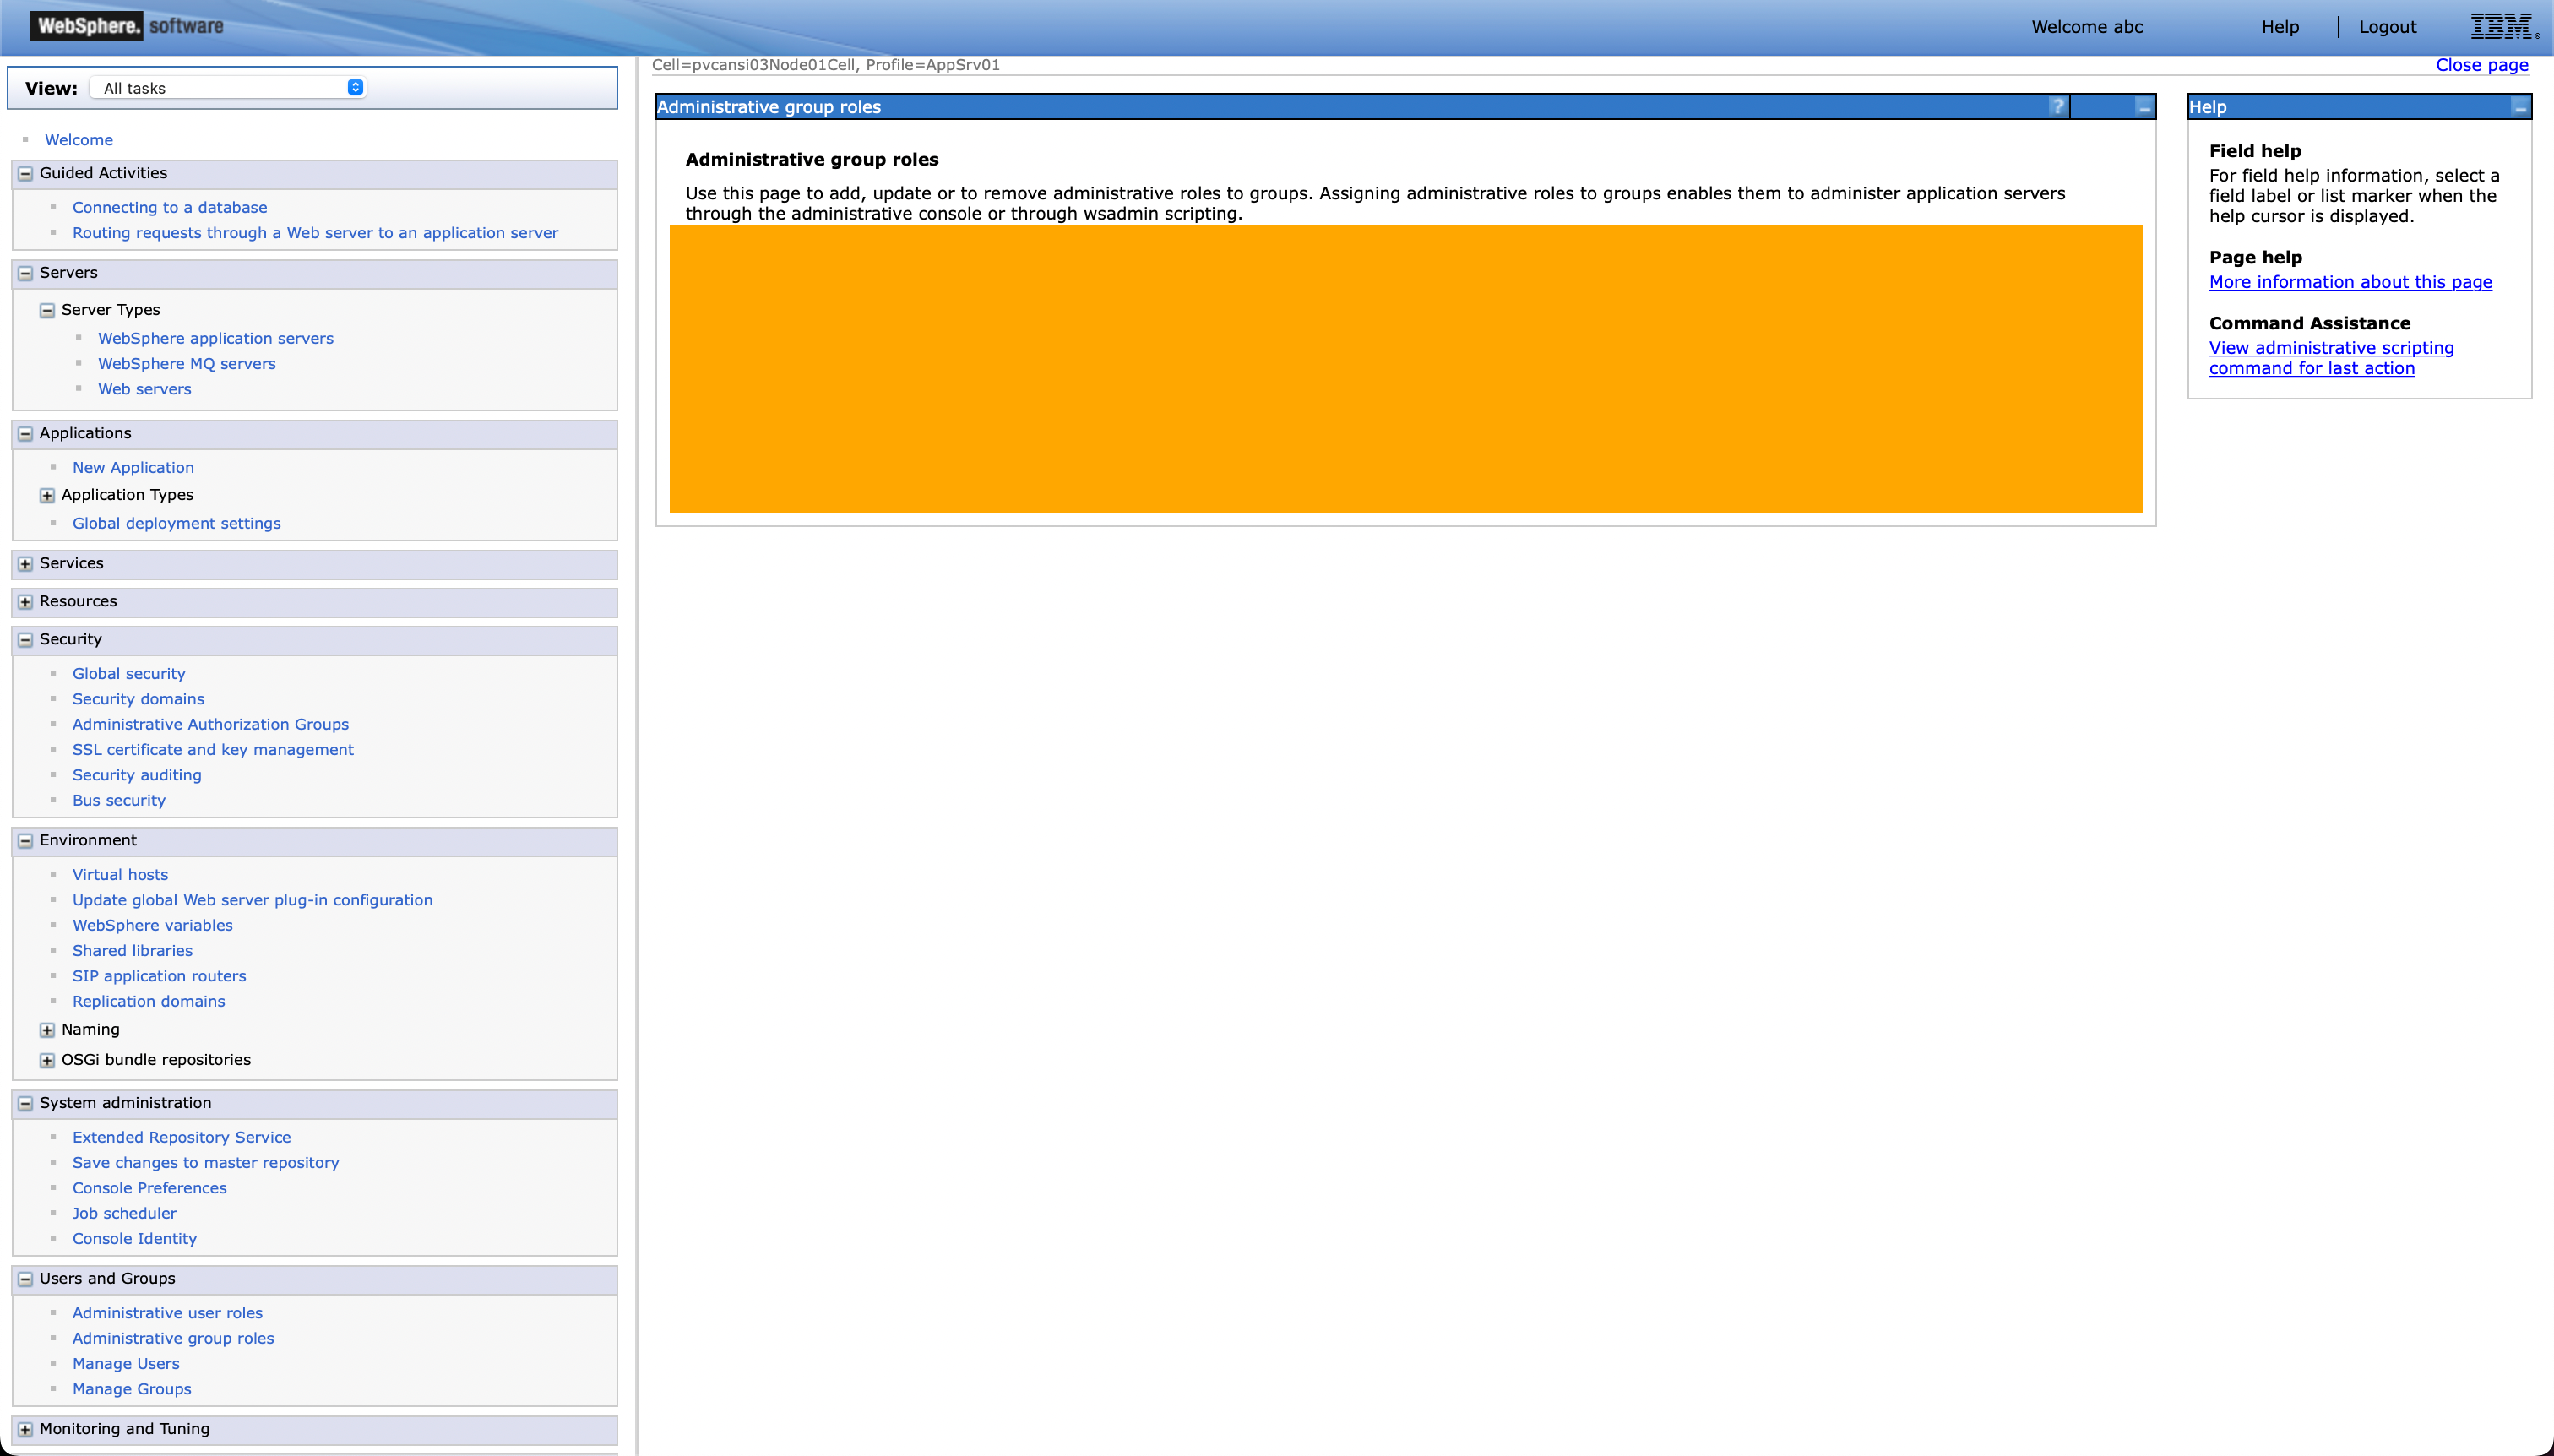 WebSphere. software
Welcome abc
Help
Logout
IBM®
View: All tasks
Welcome
Guided Activities
Connecting to a database
Routing requests through a Web server to an application server
Servers
Server Types
WebSphere application servers
WebSphere MQ servers
Web servers
Applications
New Application
Application Types
Global deployment settings
Services
Resources
Security
Global security
Security domains
Administrative Authorization Groups
SSL certificate and key management
Security auditing
Bus security
Environment
Virtual hosts
Update global Web server plug-in configuration
WebSphere variables
Shared libraries
SIP application routers
Replication domains
Naming
OSGi bundle repositories
System administration
Extended Repository Service
Save changes to master repository
Console Preferences
Job scheduler
Console Identity
Users and Groups
Administrative user roles
Administrative group roles
Manage Users
Manage Groups
Monitoring and Tuning
Cell=pvcansi03Node01Cell, Profile=AppSrv01
Close page
Administrative group roles
?
Administrative group roles
Use this page to add, update or to remove administrative roles to groups. Assigning administrative roles to groups enables them to administer application servers
through the administrative console or through wsadmin scripting.
Help
Field help
For field help information, select a
field label or list marker when the
help cursor is displayed.
Page help
More information about this page
Command Assistance
View administrative scripting
command for last action